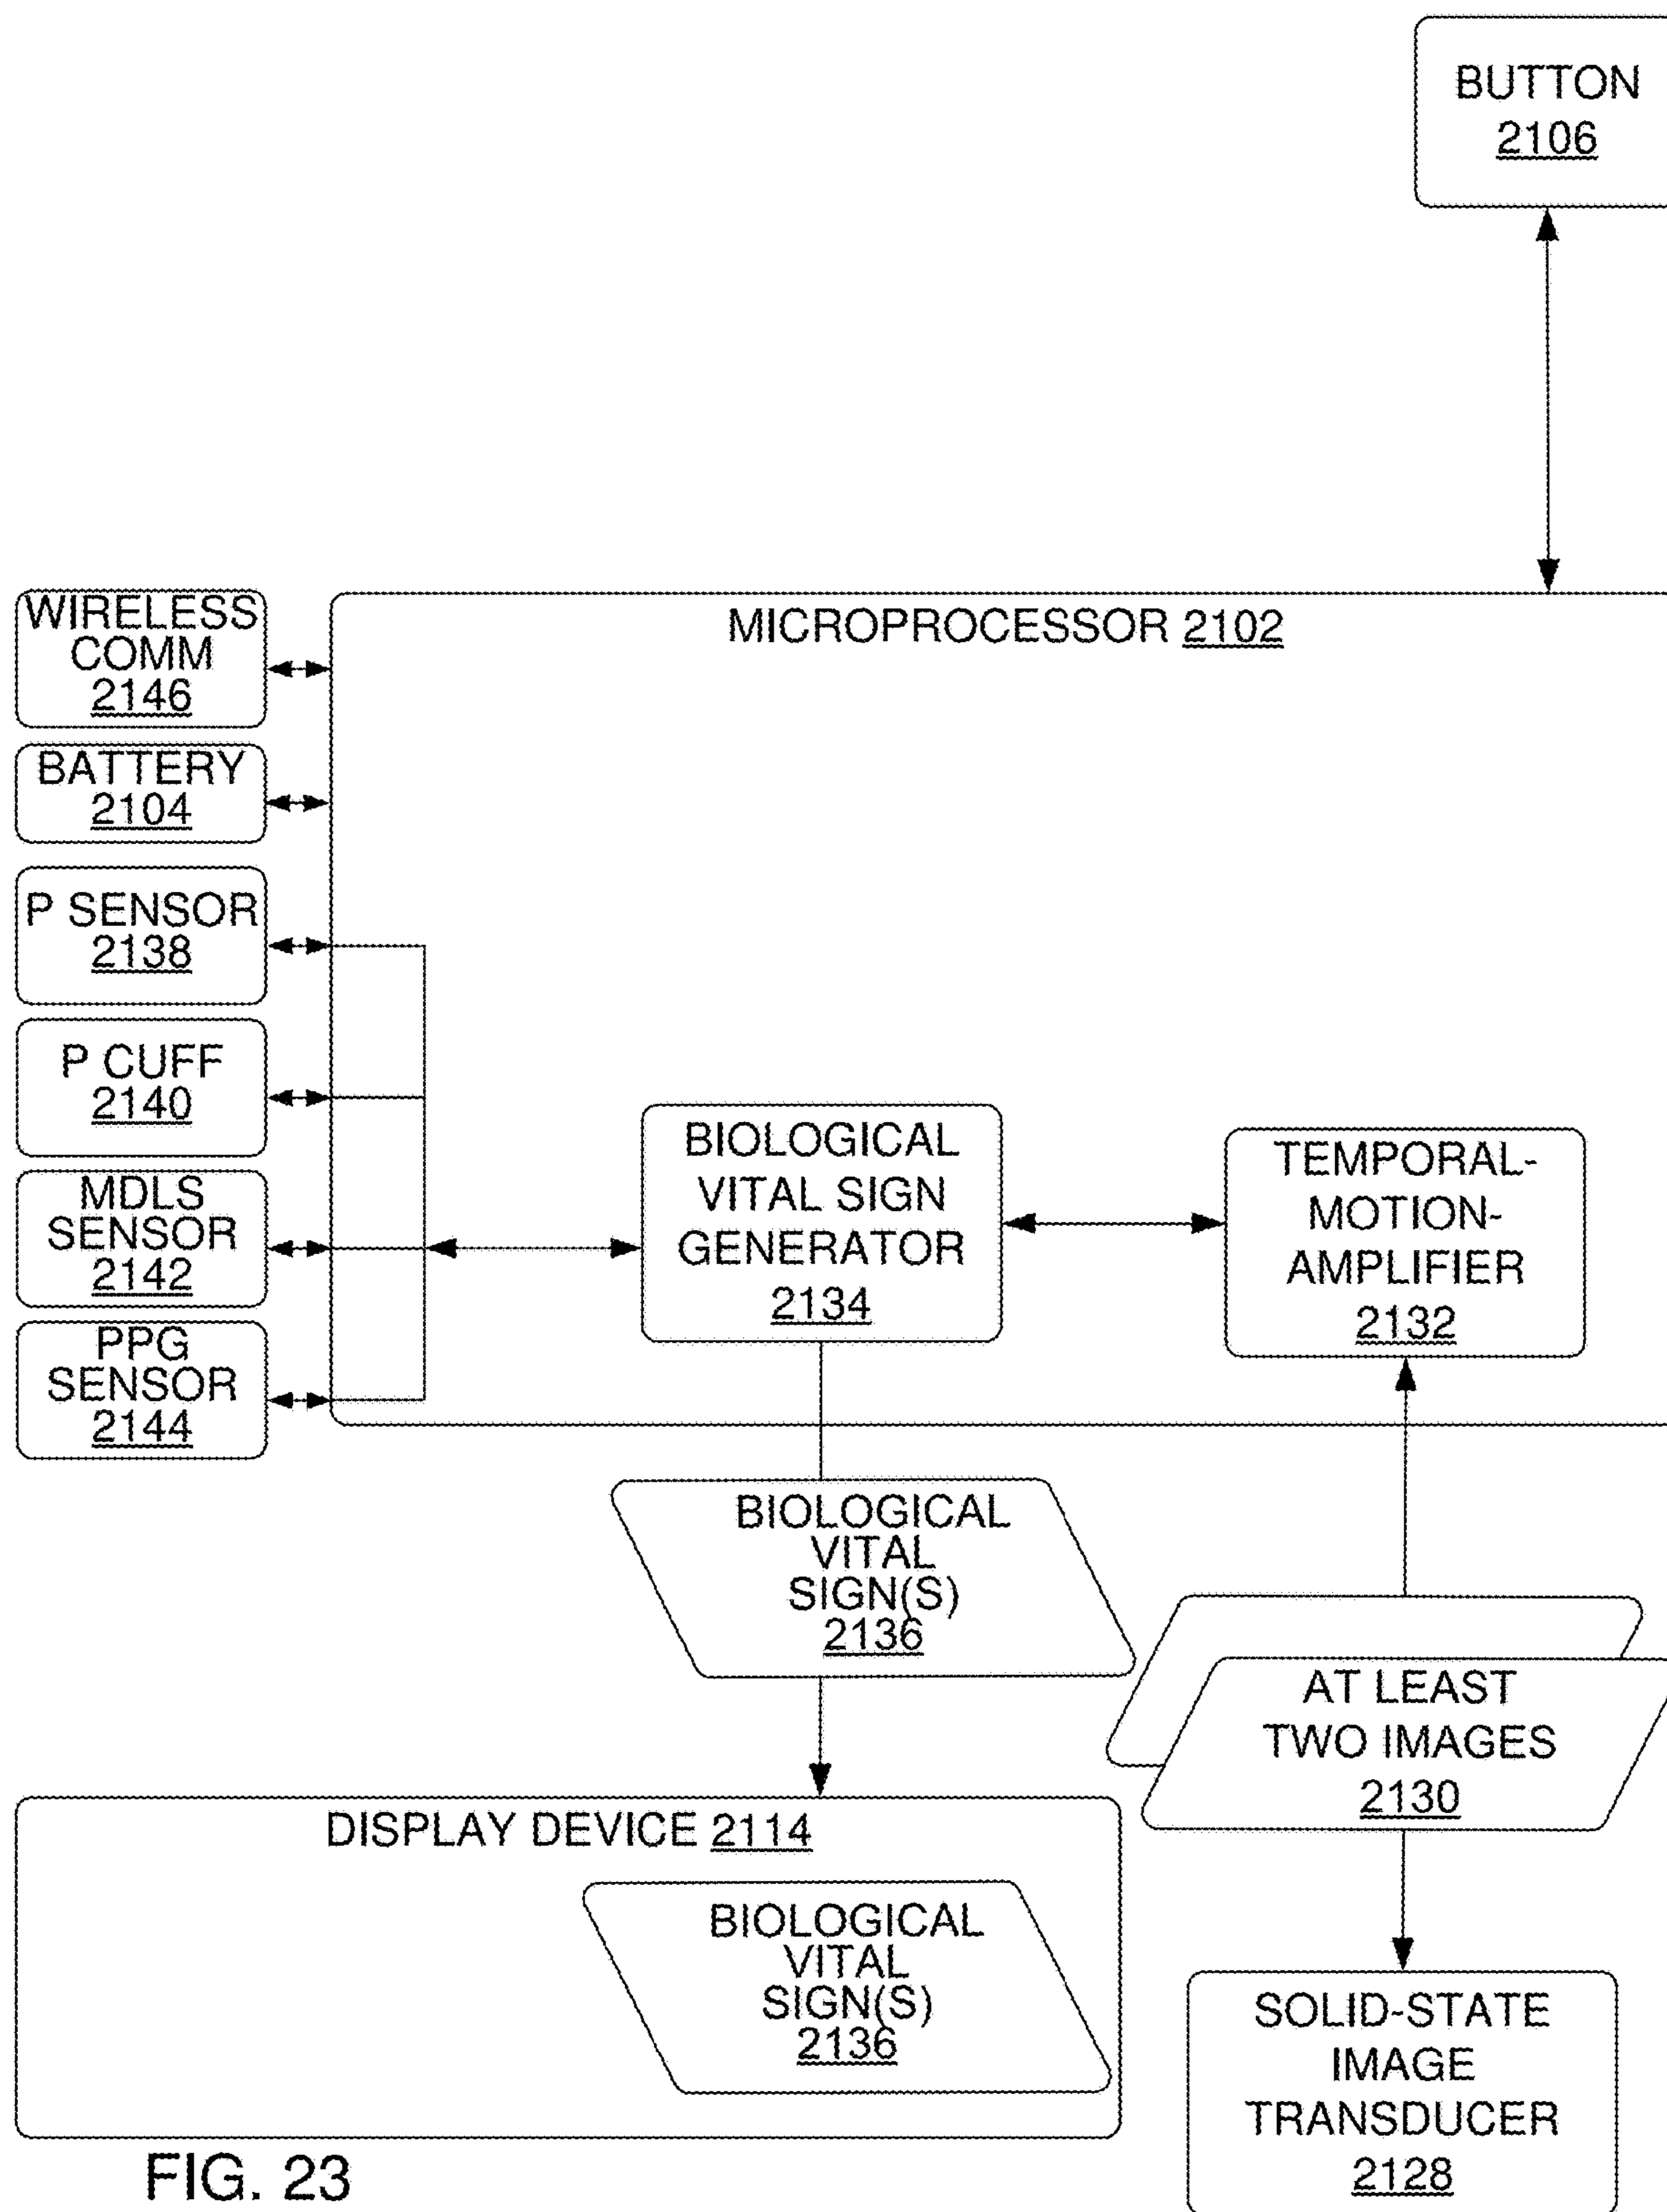 BUTTON
2106
WIRELESS
COMM
2146
MICROPROCESSOR 2102
BATTERY
2104
P SENSOR
2138
P CUFF
2140
MDLS
SENSOR
2142
PPG
SENSOR
2144
BIOLOGICAL
VITAL SIGN
GENERATOR
2134
TEMPORAL-
MOTION-
AMPLIFIER
2132
BIOLOGICAL
VITAL
SIGN(S)
2136
AT LEAST
TWO IMAGES
2130
DISPLAY DEVICE 2114
BIOLOGICAL
VITAL
SIGN(S)
2136
SOLID-STATE
IMAGE
TRANSDUCER
2128
FIG. 23